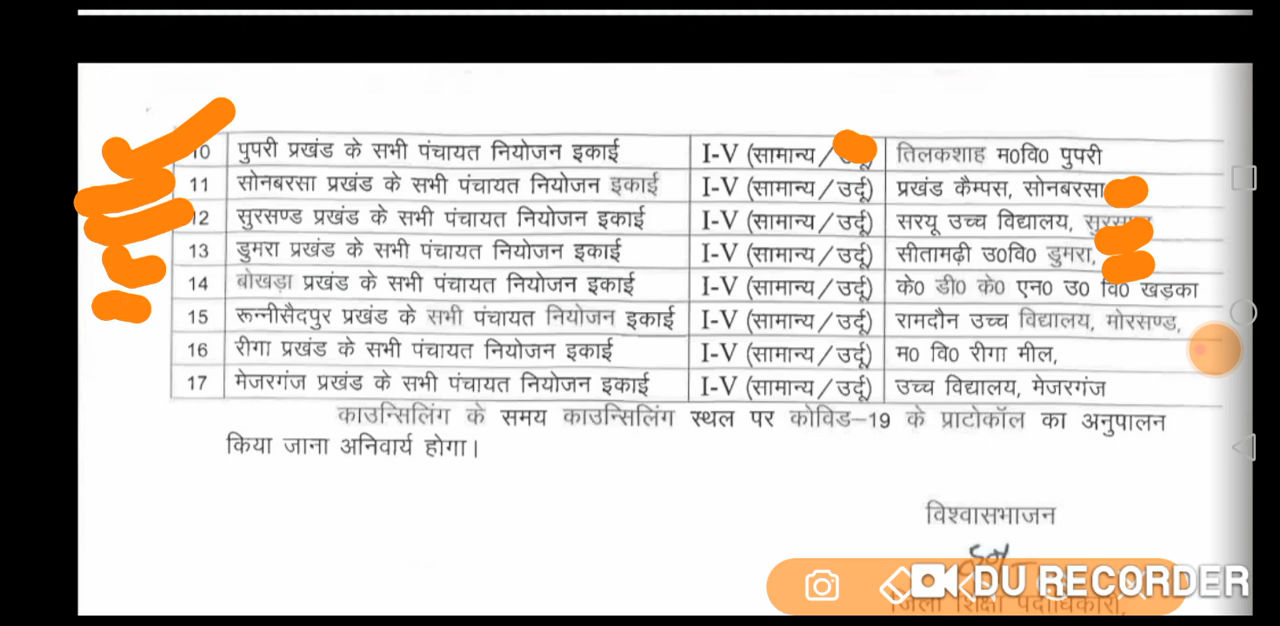 10 पुपरी प्रखंड के सभी पंचायत नियोजन इकाई I-V (सामान्य / उर्दू) तिलकशाह म0वि0 पुपरी
11 सोनबरसा प्रखंड के सभी पंचायत नियोजन इकाई I-V (सामान्य / उर्दू) प्रखंड कैम्पस, सोनबरसा
12 सुरसण्ड प्रखंड के सभी पंचायत नियोजन इकाई I-V (सामान्य / उर्दू) सरयू उच्च विद्यालय, सुरसण्ड
13 डुमरा प्रखंड के सभी पंचायत नियोजन इकाई I-V (सामान्य / उर्दू) सीतामढ़ी उ0वि0 डुमरा,
14 बोखड़ा प्रखंड के सभी पंचायत नियोजन इकाई I-V (सामान्य / उर्दू) के0 डी0 के0 एन0 उ0 वि0 खड़का
15 रून्नीसैदपुर प्रखंड के सभी पंचायत नियोजन इकाई I-V (सामान्य / उर्दू) रामदौन उच्च विद्यालय, मोरसण्ड,
16 रीगा प्रखंड के सभी पंचायत नियोजन इकाई I-V (सामान्य / उर्दू) म0 वि0 रीगा मील,
17 मेजरगंज प्रखंड के सभी पंचायत नियोजन इकाई I-V (सामान्य / उर्दू) उच्च विद्यालय, मेजरगंज
काउन्सिलिंग के समय काउन्सिलिंग स्थल पर कोविड–19 के प्राटोकॉल का अनुपालन
किया जाना अनिवार्य होगा।
विश्वासभाजन
DU RECORDER
जिला शिक्षा पदाधिकारी,